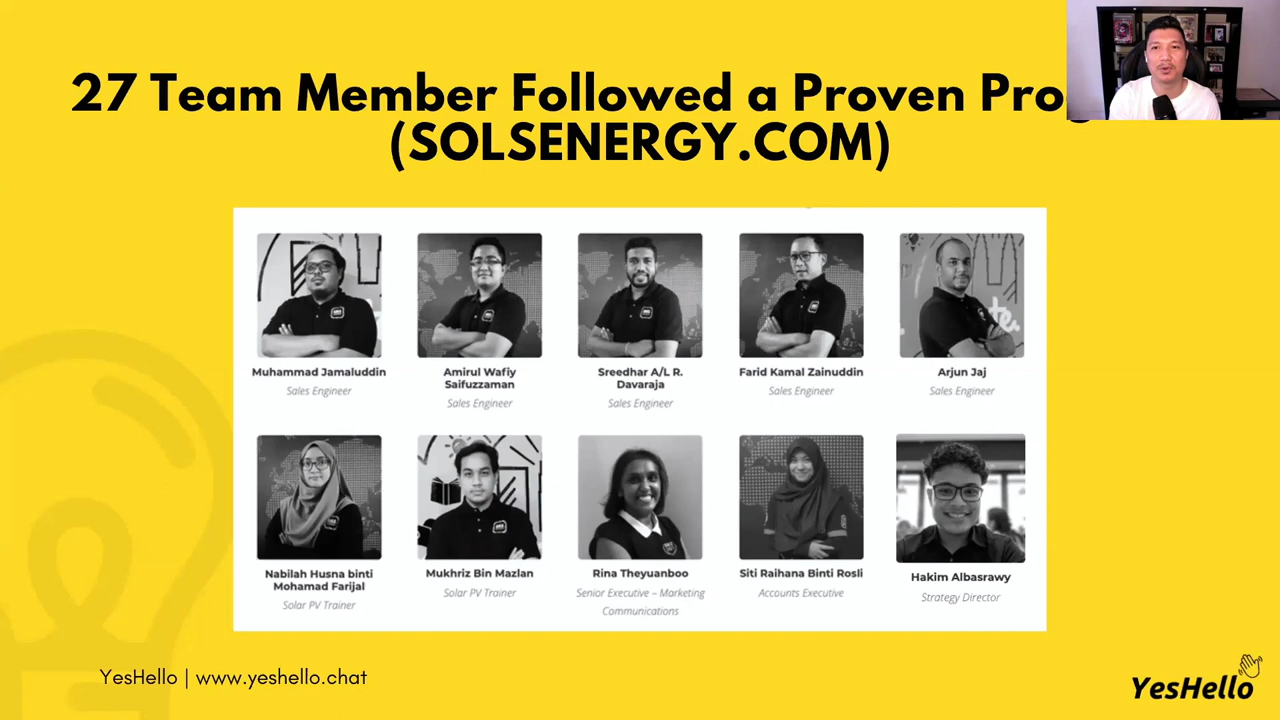 27 Team Member Followed a Proven Pro
(SOLSENERGY.COM)
Muhammad Jamaluddin
Sales Engineer
Amirul Wafiy
Saifuzzaman
Sales Engineer
Sreedhar A/L R.
Davaraja
Sales Engineer
Farid Kamal Zainuddin
Sales Engineer
Arjun Jaj
Sales Engineer
Nabilah Husna binti
Mohamad Farijal
Solar PV Trainer
Mukhriz Bin Mazlan
Solar PV Trainer
Rina Theyuanboo
Senior Executive – Marketing
Communications
Siti Raihana Binti Rosli
Accounts Executive
Hakim Albasrawy
Strategy Director
YesHello | www.yeshello.chat
YesHello